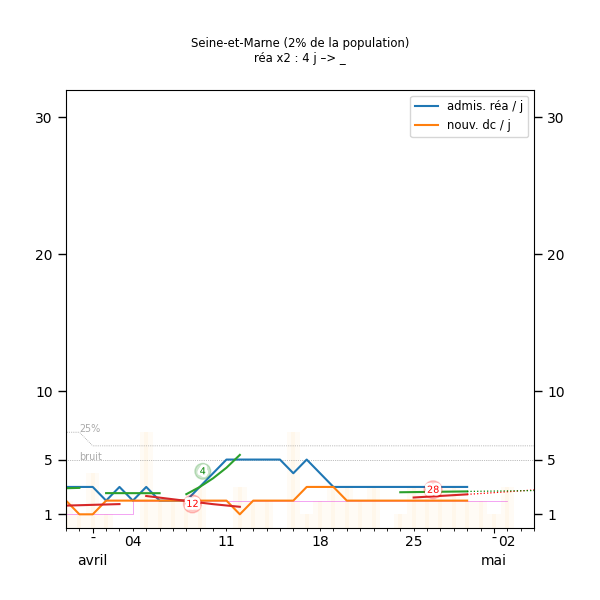 Seine-et-Marne (2% de la population)
réa x2 : 4 j –> _
admis. réa / j
nouv. dc / j
30 30
20 20
10 10
25%
bruit
5 5
4
28
12
1 1
04 11 18 25 02
avril mai